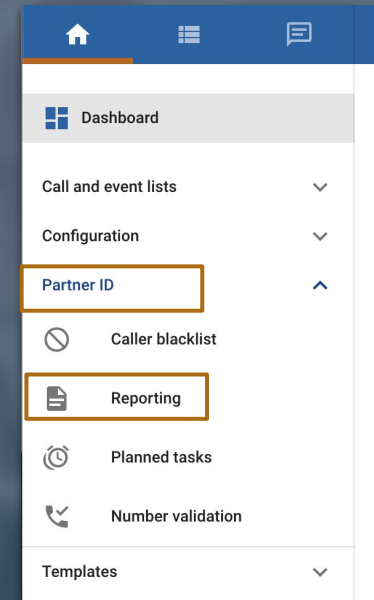 Dashboard
Call and event lists
Configuration
Partner ID
Caller blacklist
Reporting
Planned tasks
Number validation
Templates